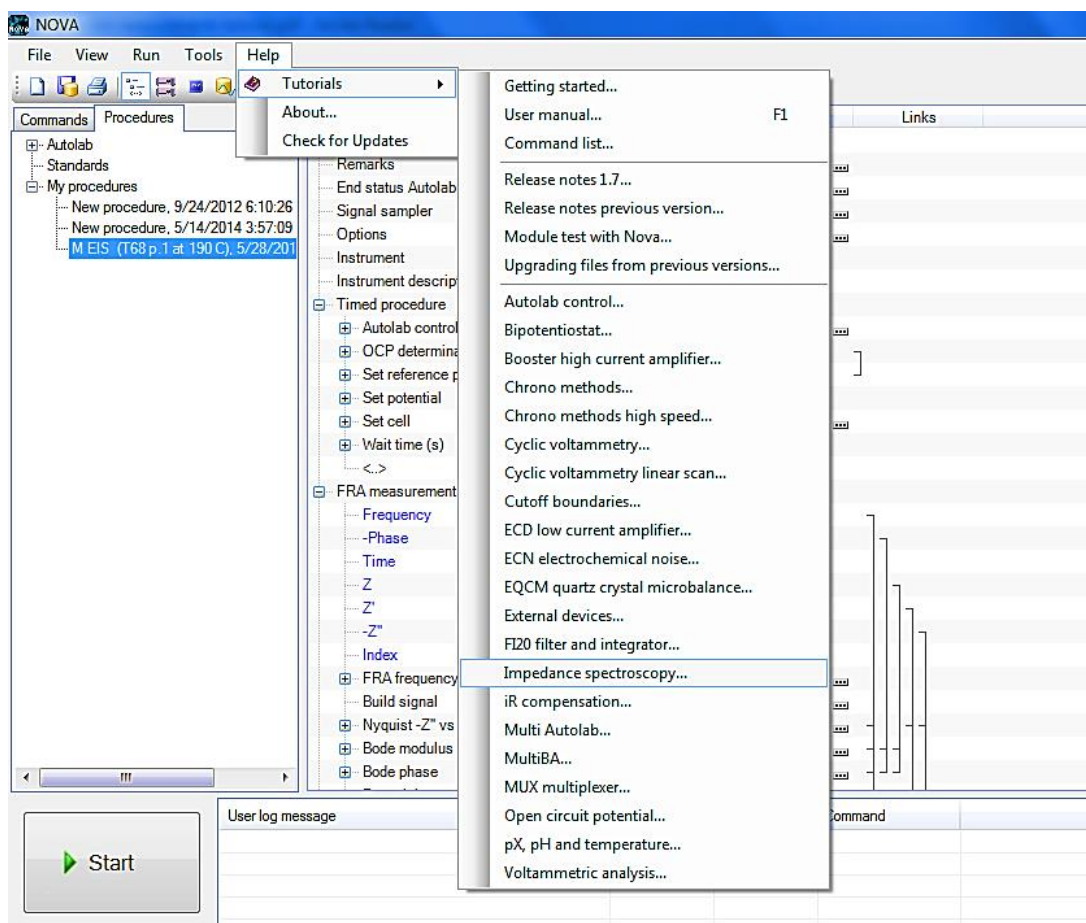 NOVA
File View Run Tools Help
Tutorials
About...
Check for Updates
Getting started...
User manual... F1
Command list...
Release notes 1.7...
Release notes previous version...
Module test with Nova...
Upgrading files from previous versions...
Autolab control...
Bipotentiostat...
Booster high current amplifier...
Chrono methods...
Chrono methods high speed...
Cyclic voltammetry...
Cyclic voltammetry linear scan...
Cutoff boundaries...
ECD low current amplifier...
ECN electrochemical noise...
EQCM quartz crystal microbalance...
External devices...
FI20 filter and integrator...
Impedance spectroscopy...
iR compensation...
Multi Autolab...
MultiBA...
MUX multiplexer...
Open circuit potential...
pX, pH and temperature...
Voltammetric analysis...
Commands Procedures
Autolab
Standards
My procedures
New procedure, 9/24/2012 6:10:26
New procedure, 5/14/2014 3:57:09
M EIS (T68 p.1 at 190 C), 5/28/201
Links
Remarks
End status Autolab
Signal sampler
Options
Instrument
Instrument descrip
Timed procedure
Autolab control
OCP determina
Set reference p
Set potential
Set cell
Wait time (s)
<..>
FRA measurement
Frequency
-Phase
Time
Z
Z'
-Z"
Index
FRA frequency
Build signal
Nyquist -Z" vs
Bode modulus
Bode phase
Start
User log message
Command